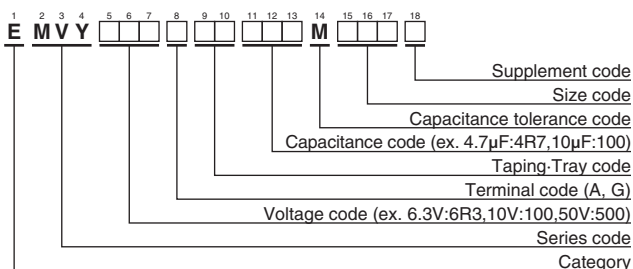 1 2 3 4 5 6 7 8 9 10 11 12 13 14 15 16 17 18
E MVY □□□ □ □□ □□□ M □□□ □
Supplement code
Size code
Capacitance tolerance code
Capacitance code (ex. 4.7μF:4R7,10μF:100)
Taping·Tray code
Terminal code (A, G)
Voltage code (ex. 6.3V:6R3,10V:100,50V:500)
Series code
Category